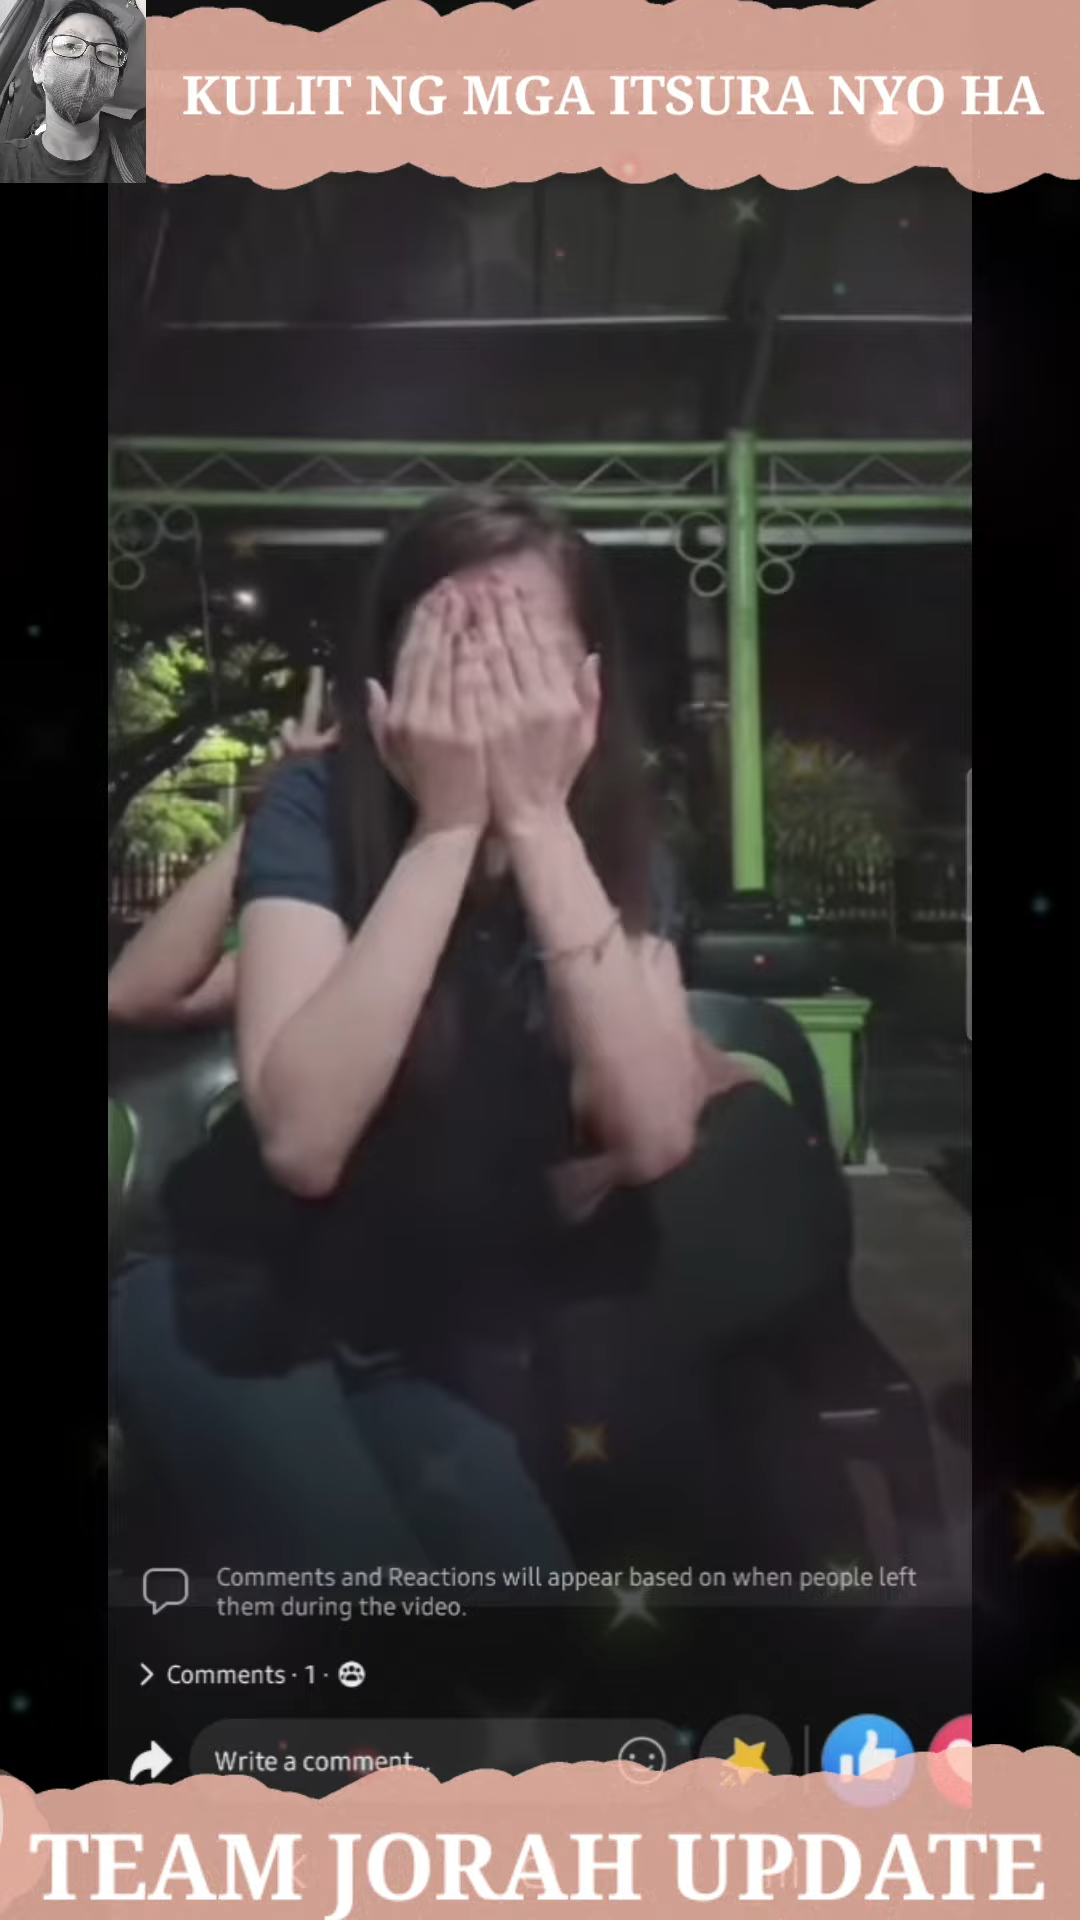 KULIT NG MGA ITSURA NYO HA
Comments and Reactions will appear based on when people left
them during the video.
Comments · 1 ·
Write a comment...
TEAM JORAH UPDATE